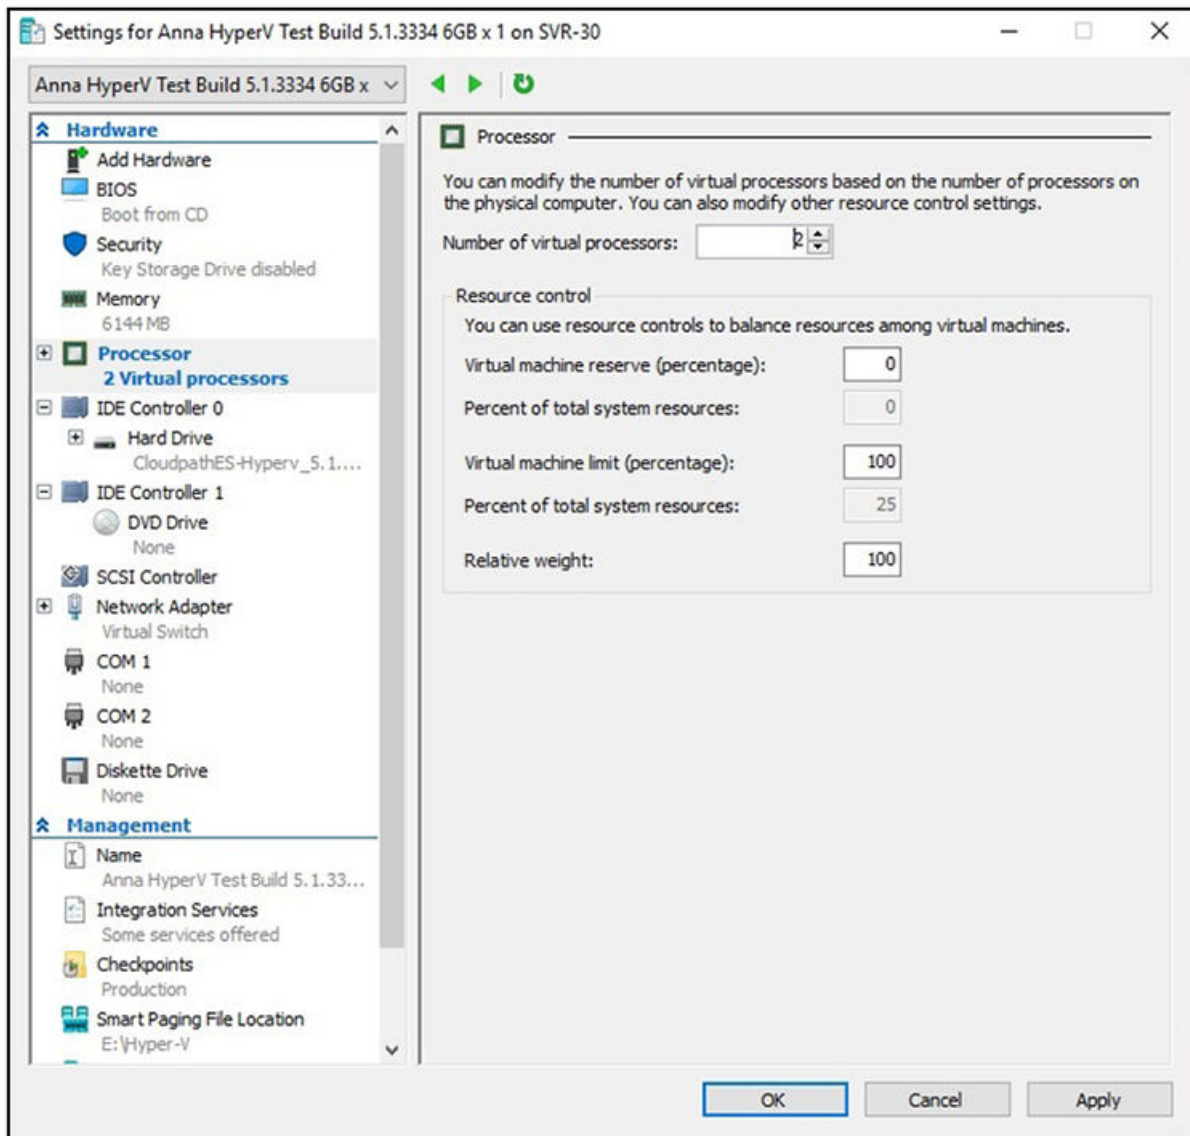 Settings for Anna HyperV Test Build 5.1.3334 6GB x 1 on SVR-30
Anna HyperV Test Build 5.1.3334 6GB x
Hardware
Add Hardware
BIOS
Boot from CD
Security
Key Storage Drive disabled
Memory
6144 MB
Processor
2 Virtual processors
IDE Controller 0
Hard Drive
CloudpathES-Hyperv_5.1....
IDE Controller 1
DVD Drive
None
SCSI Controller
Network Adapter
Virtual Switch
COM 1
None
COM 2
None
Diskette Drive
None
Management
Name
Anna HyperV Test Build 5.1.33...
Integration Services
Some services offered
Checkpoints
Production
Smart Paging File Location
E:\Hyper-V
Processor
You can modify the number of virtual processors based on the number of processors on
the physical computer. You can also modify other resource control settings.
Number of virtual processors: 2
Resource control
You can use resource controls to balance resources among virtual machines.
Virtual machine reserve (percentage): 0
Percent of total system resources: 0
Virtual machine limit (percentage): 100
Percent of total system resources: 25
Relative weight: 100
OK Cancel Apply